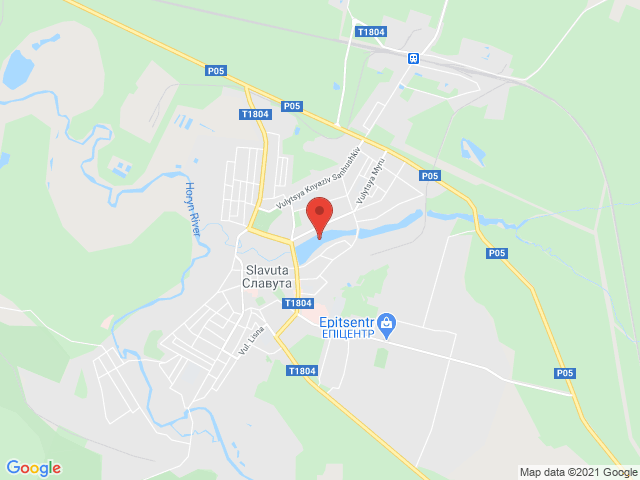 T1804
P05
P05
T1804
Vulytsya Knyaziv Sanhushkiv
Vulytsya Myru
P05
Horyn River
P05
Slavuta
Славута
T1804
Epitsentr
ЕПІЦЕНТР
Vul. Lisna
T1804
P05
Google
Map data ©2021 Google